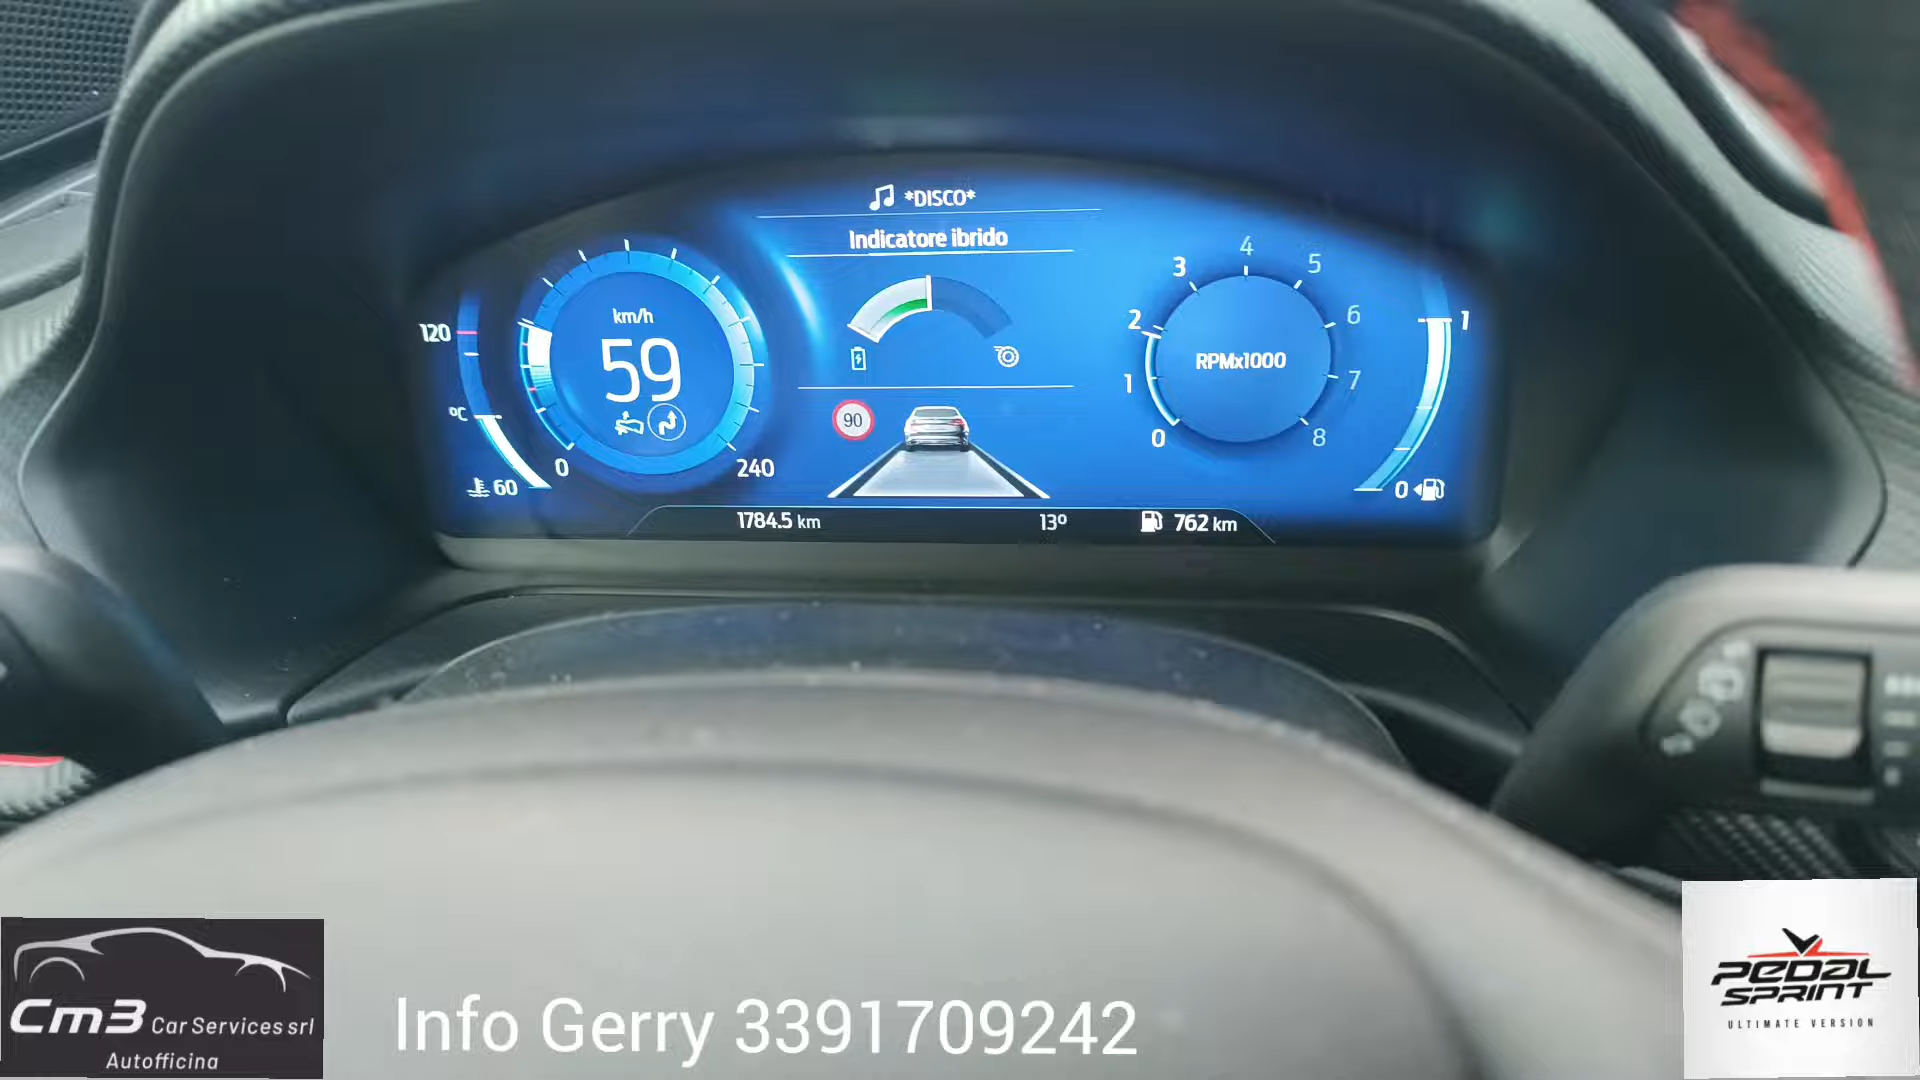 *DISCO*
Indicatore ibrido
km/h
59
0
240
120
°C
60
90
RPMx1000
0
1
2
3
4
5
6
7
8
1
0
1784.5 km
13º
762 km
Cm3 Car Services srl
Autofficina
Info Gerry 3391709242
PEDAL
SPRINT
ULTIMATE VERSION